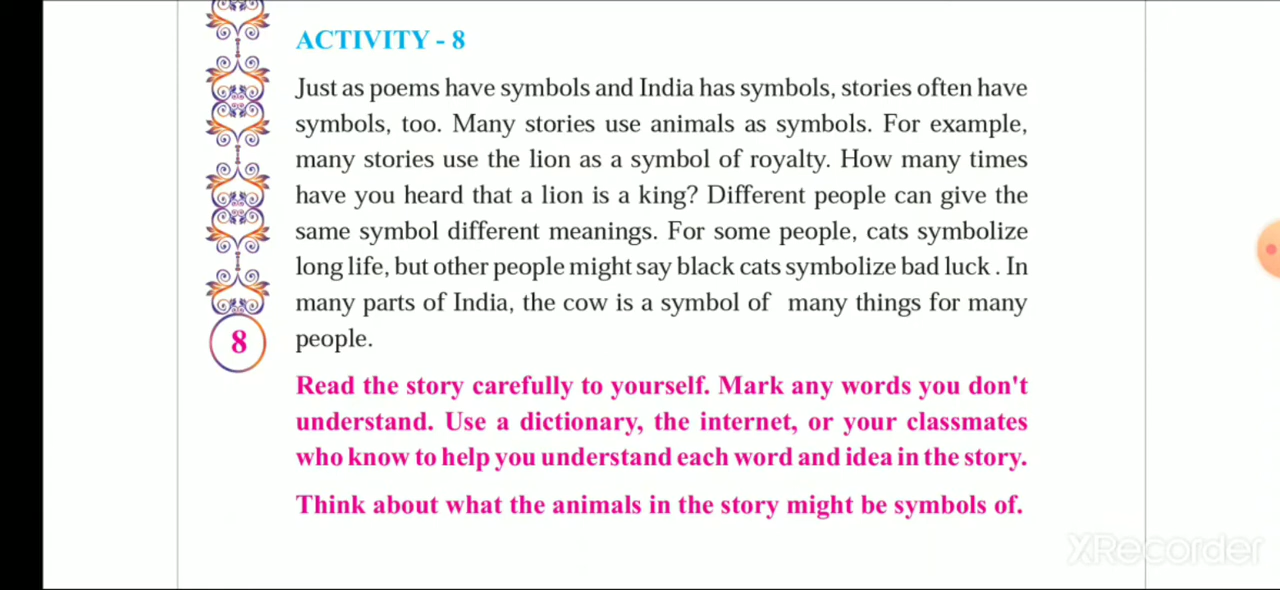 ACTIVITY - 8
Just as poems have symbols and India has symbols, stories often have
symbols, too. Many stories use animals as symbols. For example,
many stories use the lion as a symbol of royalty. How many times
have you heard that a lion is a king? Different people can give the
same symbol different meanings. For some people, cats symbolize
long life, but other people might say black cats symbolize bad luck . In
many parts of India, the cow is a symbol of many things for many
people.
8
Read the story carefully to yourself. Mark any words you don't
understand. Use a dictionary, the internet, or your classmates
who know to help you understand each word and idea in the story.
Think about what the animals in the story might be symbols of.
XRecorder